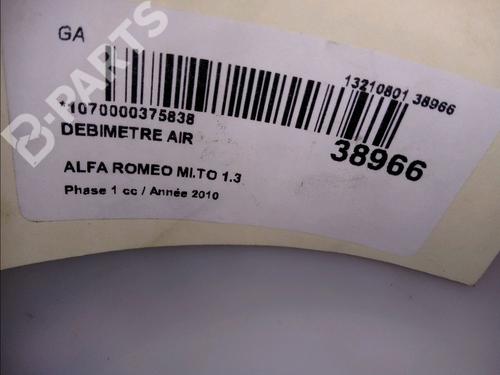 GA
13210801 38966
*1070000375838
38966
DEBIMETRE AIR
ALFA ROMEO MI.TO 1.3
Phase 1 cc / Année 2010
B-PARTS